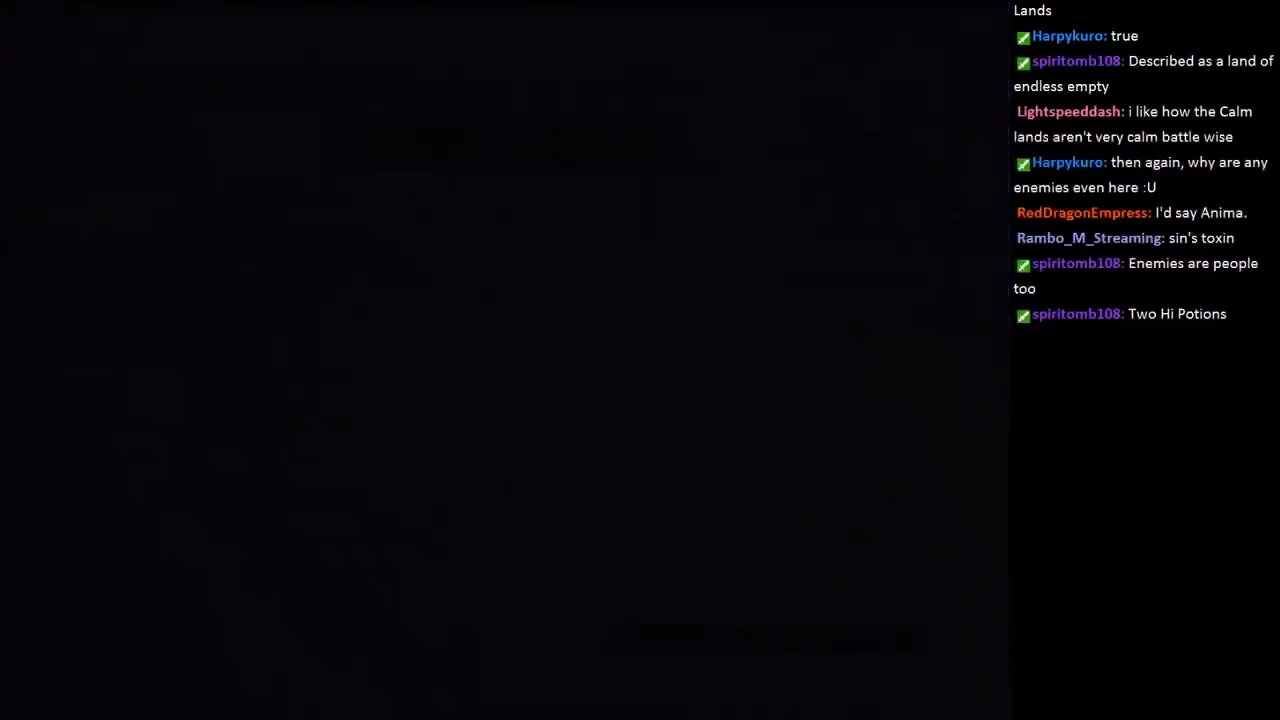 Lands
Harpykuro: true
spiritomb108: Described as a land of
endless empty
Lightspeeddash: i like how the Calm
lands aren't very calm battle wise
Harpykuro: then again, why are any
enemies even here :U
RedDragonEmpress: I'd say Anima.
Rambo_M_Streaming: sin's toxin
spiritomb108: Enemies are people
too
spiritomb108: Two Hi Potions